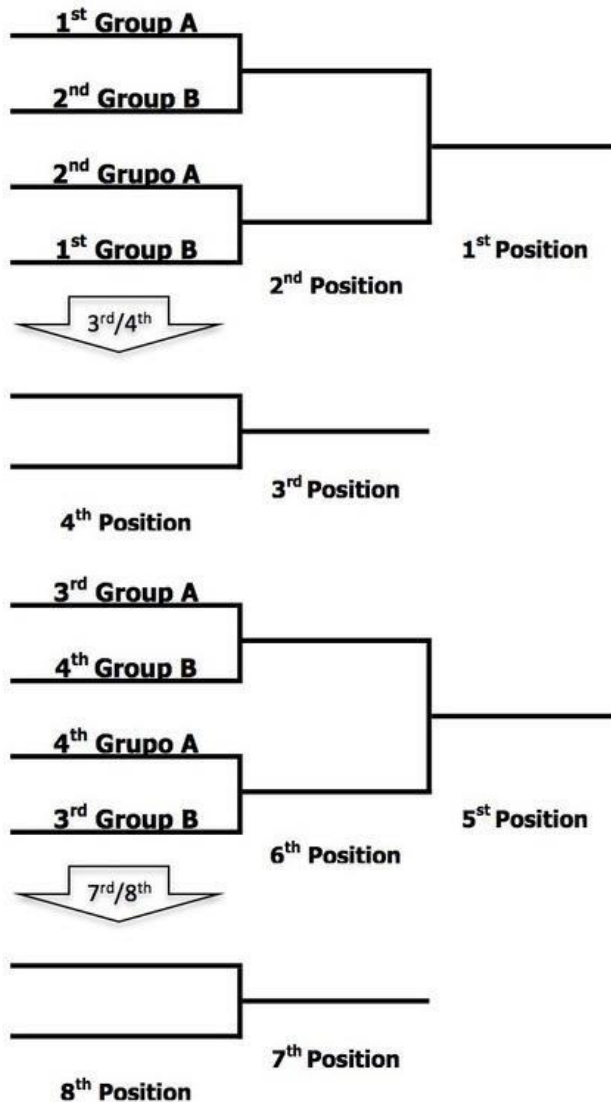 1st Group A
2nd Group B
2nd Grupo A
1st Group B
1st Position
2nd Position
3rd/4th
3rd Position
4th Position
3rd Group A
4th Group B
4th Grupo A
3rd Group B
5st Position
6th Position
7rd/8th
7th Position
8th Position